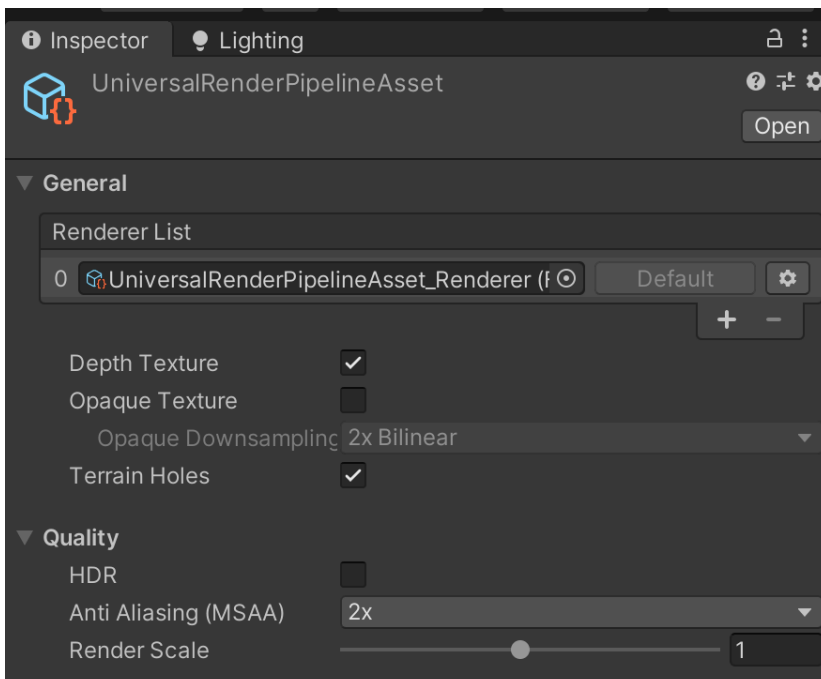 Inspector Lighting
UniversalRenderPipelineAsset
Open
General
Renderer List
0 UniversalRenderPipelineAsset_Renderer (F Default
Depth Texture
Opaque Texture
Opaque Downsampling 2x Bilinear
Terrain Holes
Quality
HDR
Anti Aliasing (MSAA) 2x
Render Scale 1